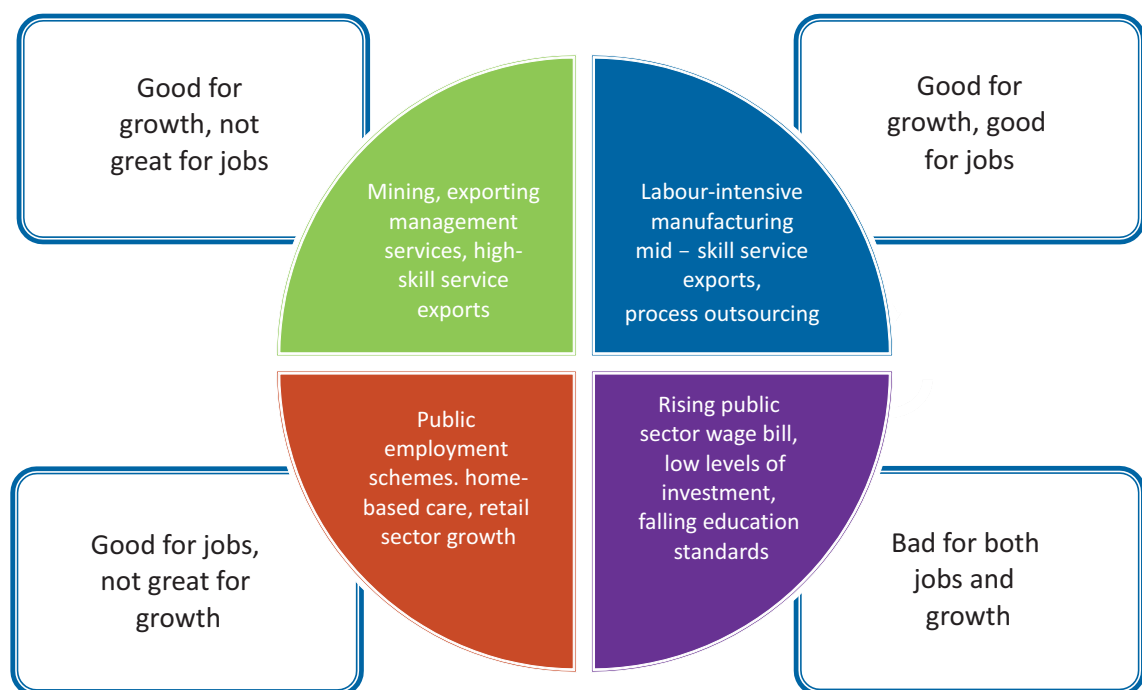 Good for
growth, not
great for jobs
Good for
growth, good
for jobs
Mining, exporting
management
services, high-
skill service
exports
Labour-intensive
manufacturing
mid – skill service
exports,
process outsourcing
Public
employment
schemes. home-
based care, retail
sector growth
Rising public
sector wage bill,
low levels of
investment,
falling education
standards
Good for jobs,
not great for
growth
Bad for both
jobs and
growth